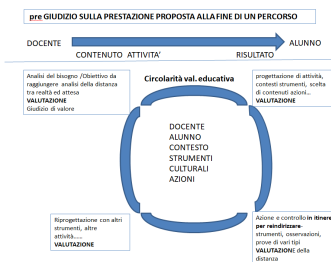 pre GIUDIZIO SULLA PRESTAZIONE PROPOSTA ALLA FINE DI UN PERCORSO
DOCENTE
ALUNNO
CONTENUTO ATTIVITA'
RISULTATO
Analisi del bisogno /Obiettivo da
raggiungere analisi della distanza
tra realtà ed attesa
VALUTAZIONE
Giudizio di valore
Circolarità val. educativa
progettazione di attività,
contesti strumenti, scelta
di contenuti azioni...
VALUTAZIONE
DOCENTE
ALUNNO
CONTESTO
STRUMENTI
CULTURALI
AZIONI
Riprogettazione con altri
strumenti, altre
attività......
VALUTAZIONE
Azione e controllo in itinere
per reindirizzare-
strumenti, osservazioni,
prove di vari tipi
VALUTAZIONE della
distanza